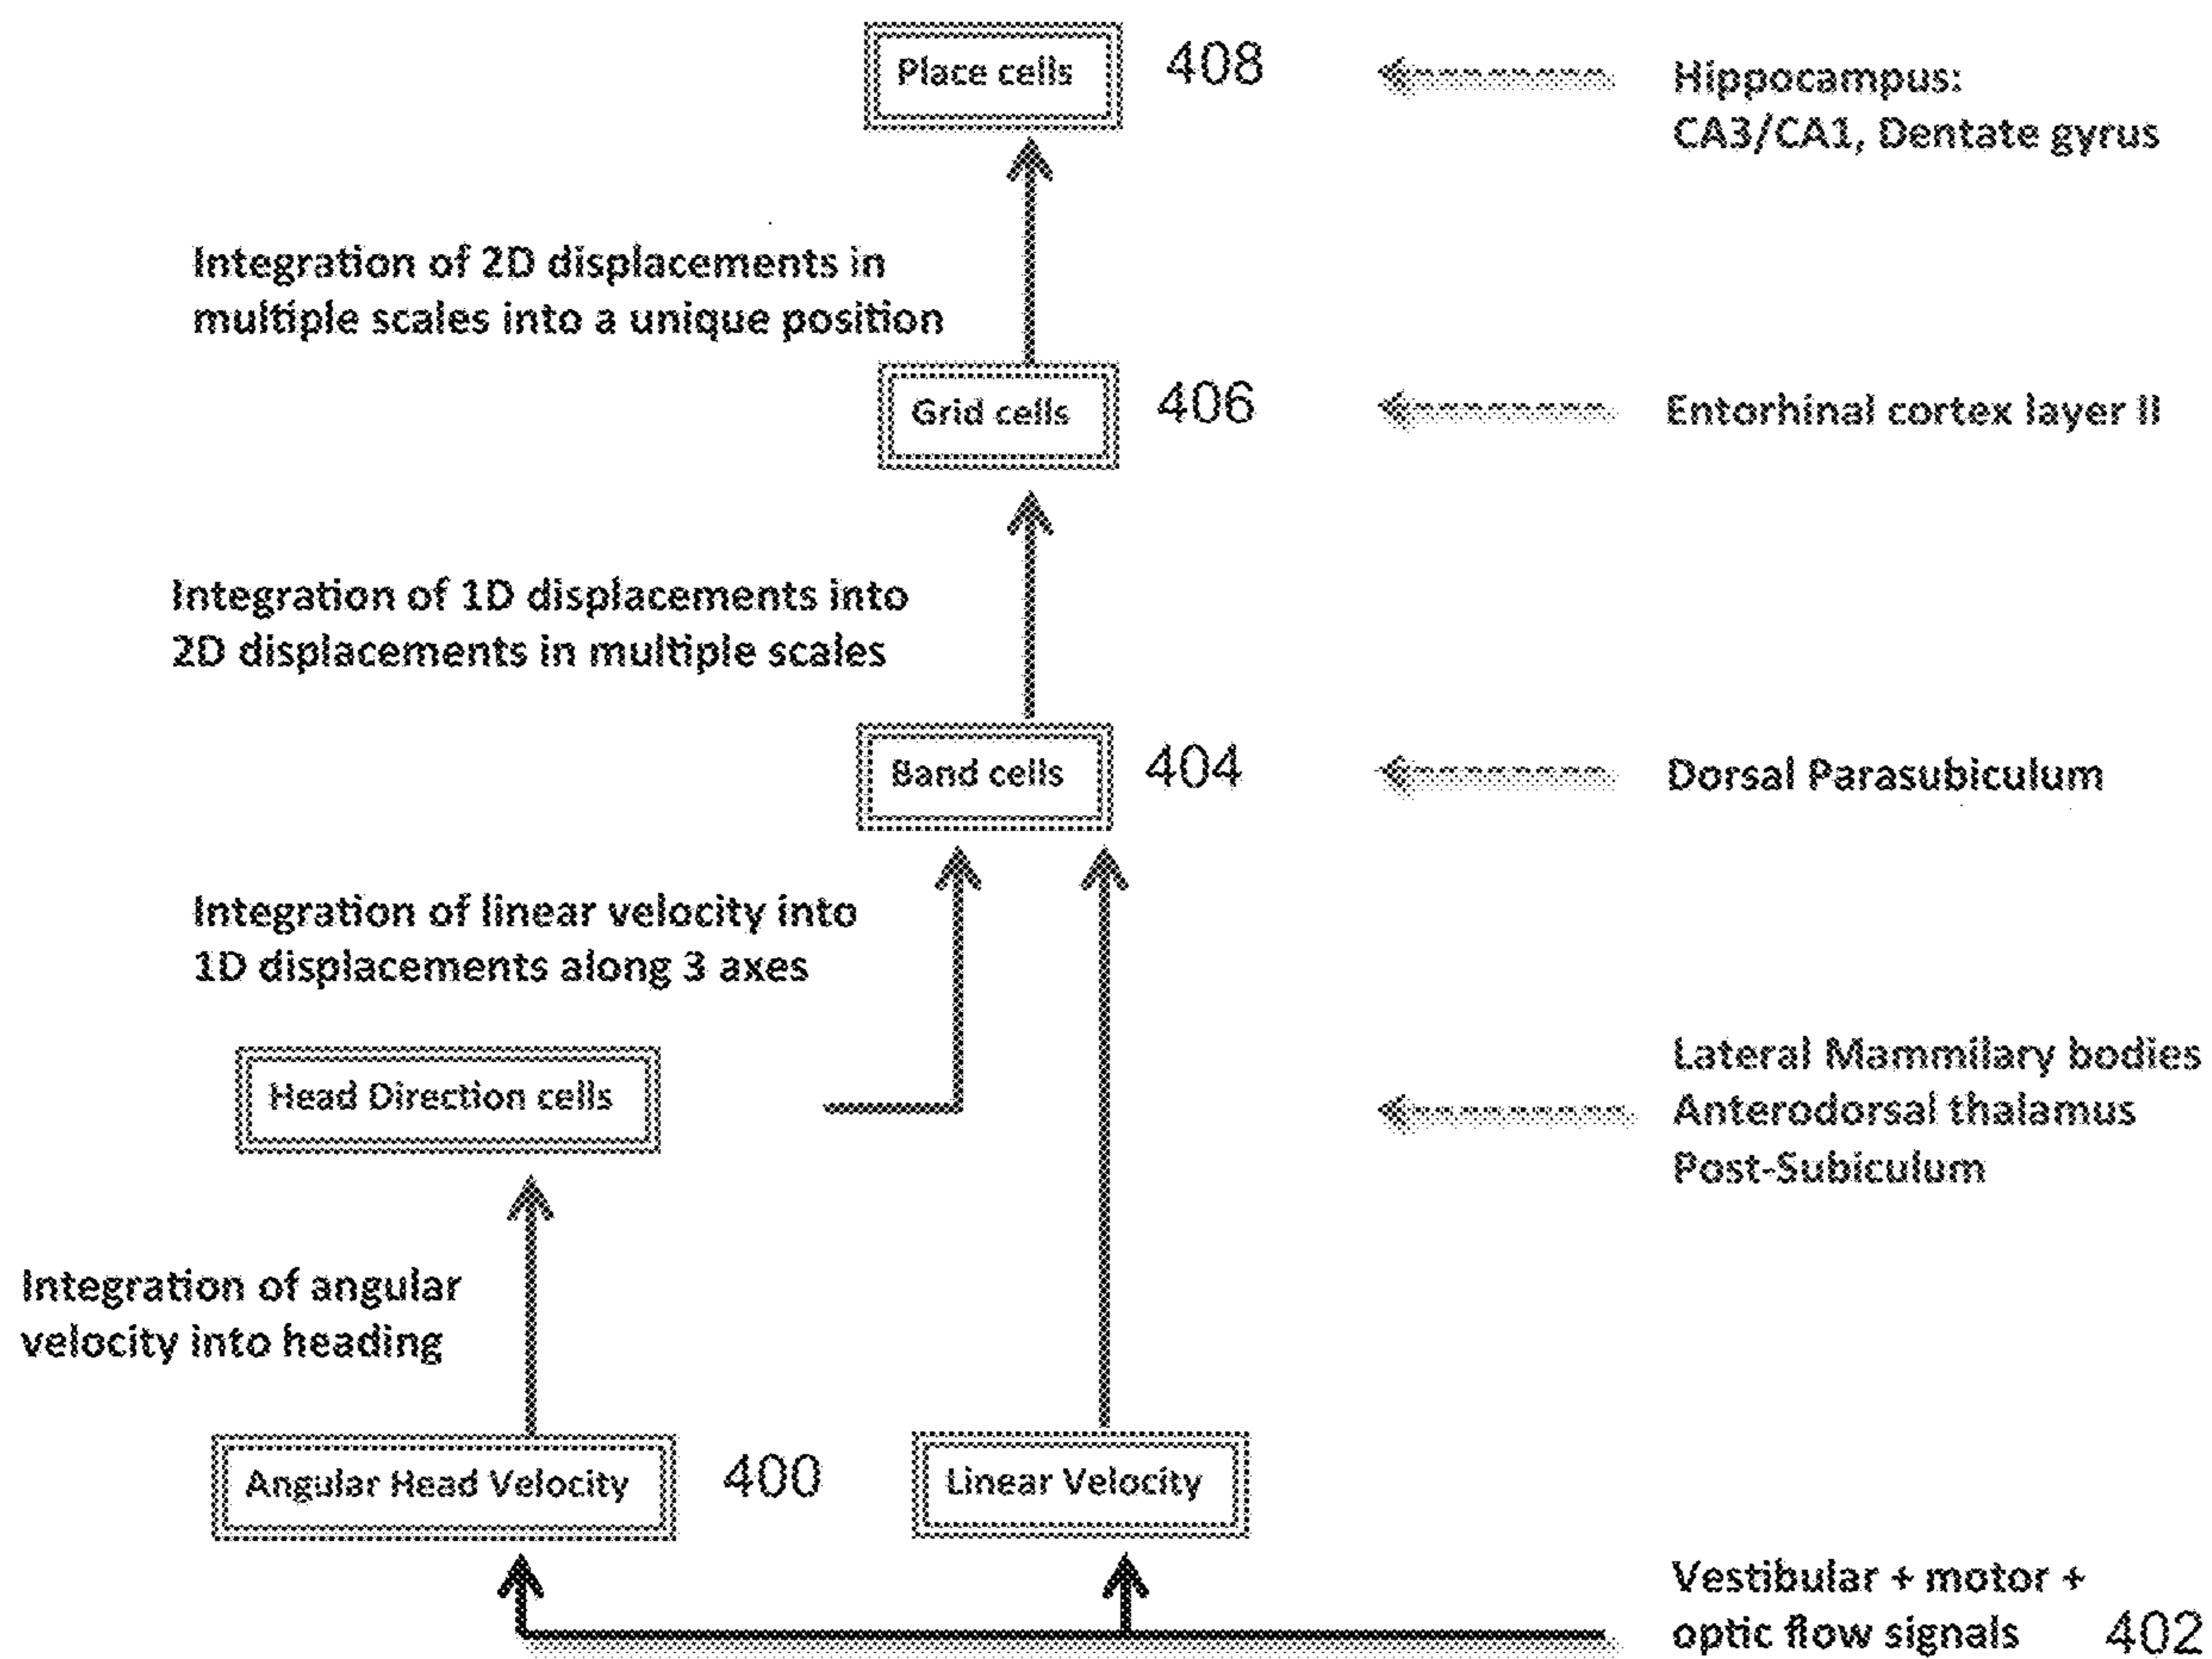 Place cells
408
Hippocampus:
CA3/CA1, Dentate gyrus
Integration of 2D displacements in
multiple scales into a unique position
Grid cells
406
Entorhinal cortex layer II
Integration of 1D displacements into
2D displacements in multiple scales
Band cells
404
Dorsal Parasubiculum
Integration of linear velocity into
1D displacements along 3 axes
Head Direction cells
Lateral Mammilary bodies
Anterodorsal thalamus
Post-Subiculum
Integration of angular
velocity into heading
Angular Head Velocity
400
Linear Velocity
Vestibular + motor +
optic flow signals
402